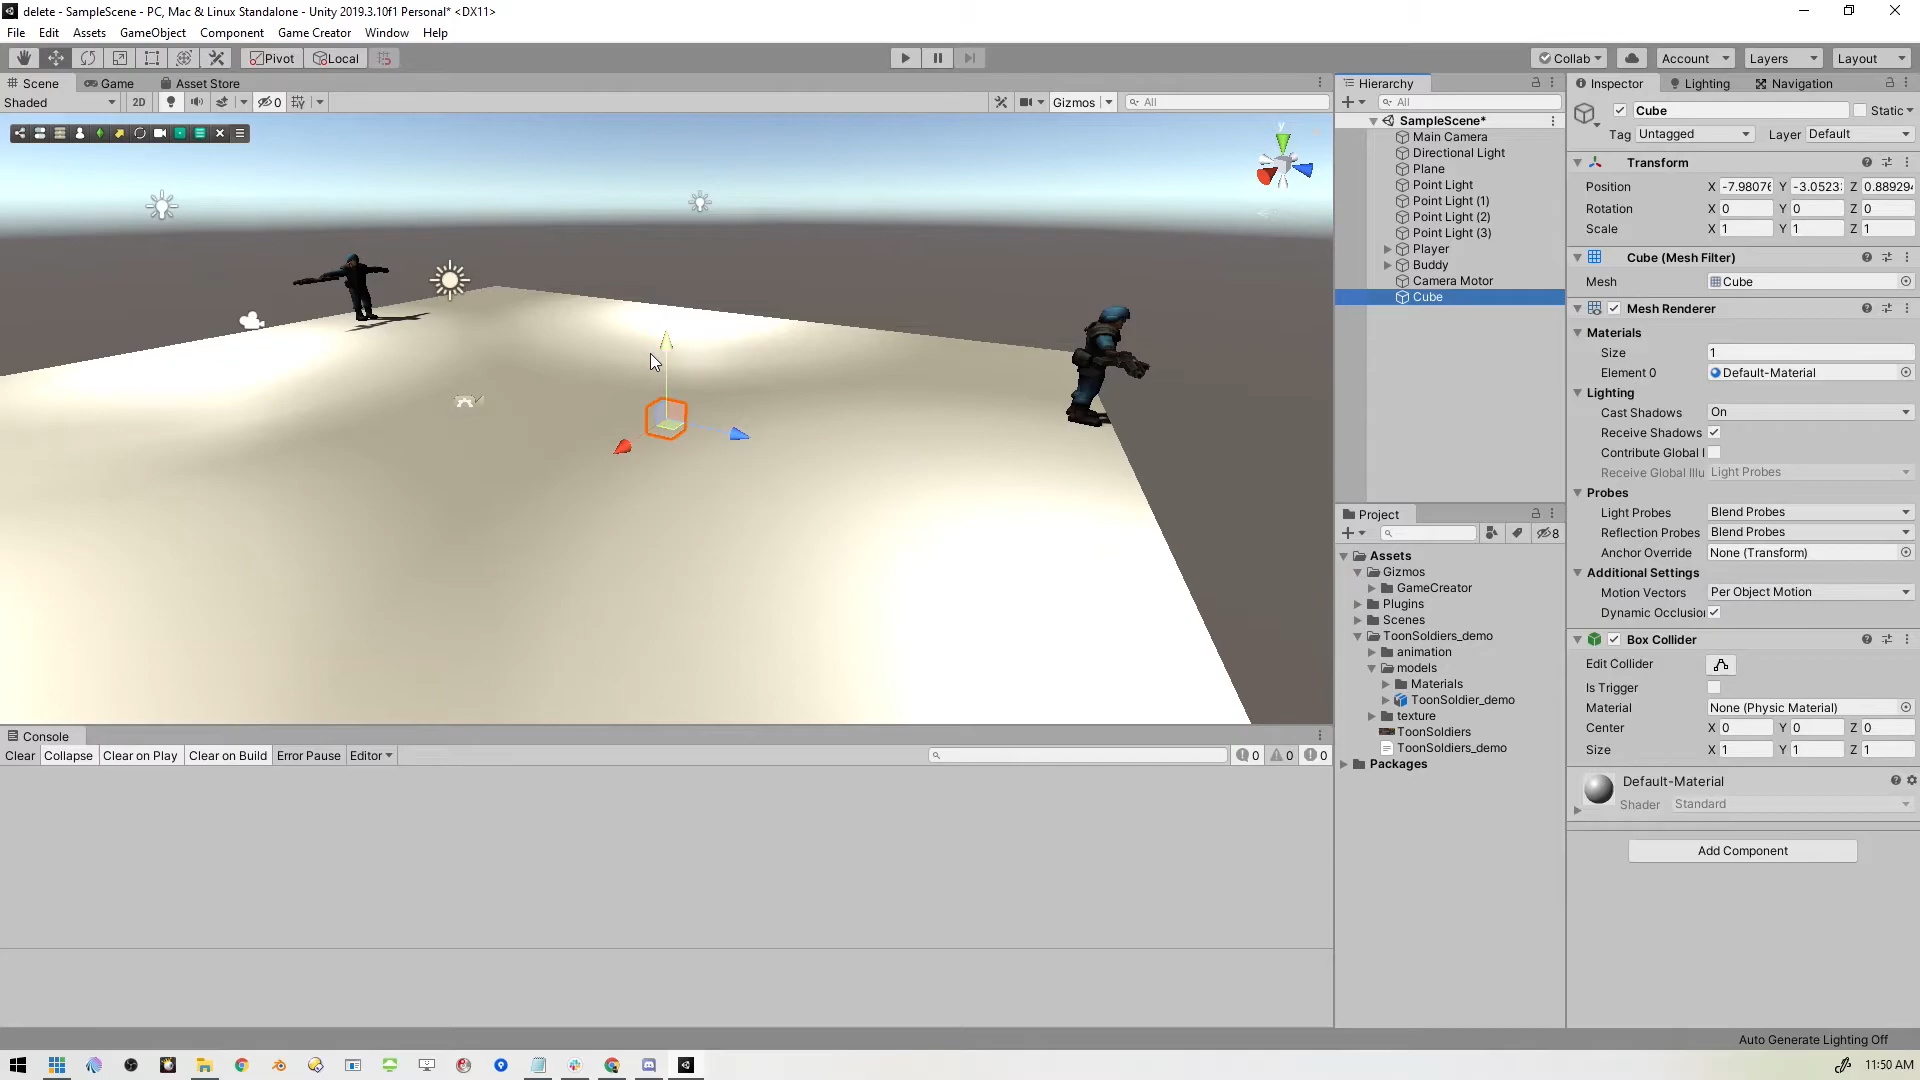 delete - SampleScene - PC, Mac & Linux Standalone - Unity 2019.3.10f1 Personal* <DX11>
File Edit Assets GameObject Component Game Creator Window Help
Pivot Local Collab Account Layers Layout
Scene Game Asset Store
Shaded 2D 0 Gizmos All
y
Hierarchy
All
SampleScene*
Main Camera
Directional Light
Plane
Point Light
Point Light (1)
Point Light (2)
Point Light (3)
Player
Buddy
Camera Motor
Cube
Project
8
Assets
Gizmos
GameCreator
Plugins
Scenes
ToonSoldiers_demo
animation
models
Materials
ToonSoldier_demo
texture
ToonSoldiers
ToonSoldiers_demo
Packages
Inspector Lighting Navigation
Cube Static
Tag Untagged Layer Default
Transform
Position X -7.98076 Y -3.0523 Z 0.889294
Rotation X 0 Y 0 Z 0
Scale X 1 Y 1 Z 1
Cube (Mesh Filter)
Mesh Cube
Mesh Renderer
Materials
Size 1
Element 0 Default-Material
Lighting
Cast Shadows On
Receive Shadows
Contribute Global I
Receive Global Illu Light Probes
Probes
Light Probes Blend Probes
Reflection Probes Blend Probes
Anchor Override None (Transform)
Additional Settings
Motion Vectors Per Object Motion
Dynamic Occlusion
Box Collider
Edit Collider
Is Trigger
Material None (Physic Material)
Center X 0 Y 0 Z 0
Size X 1 Y 1 Z 1
Default-Material
Shader Standard
Add Component
Console
Clear Collapse Clear on Play Clear on Build Error Pause Editor 0 0 0
Auto Generate Lighting Off
11:50 AM